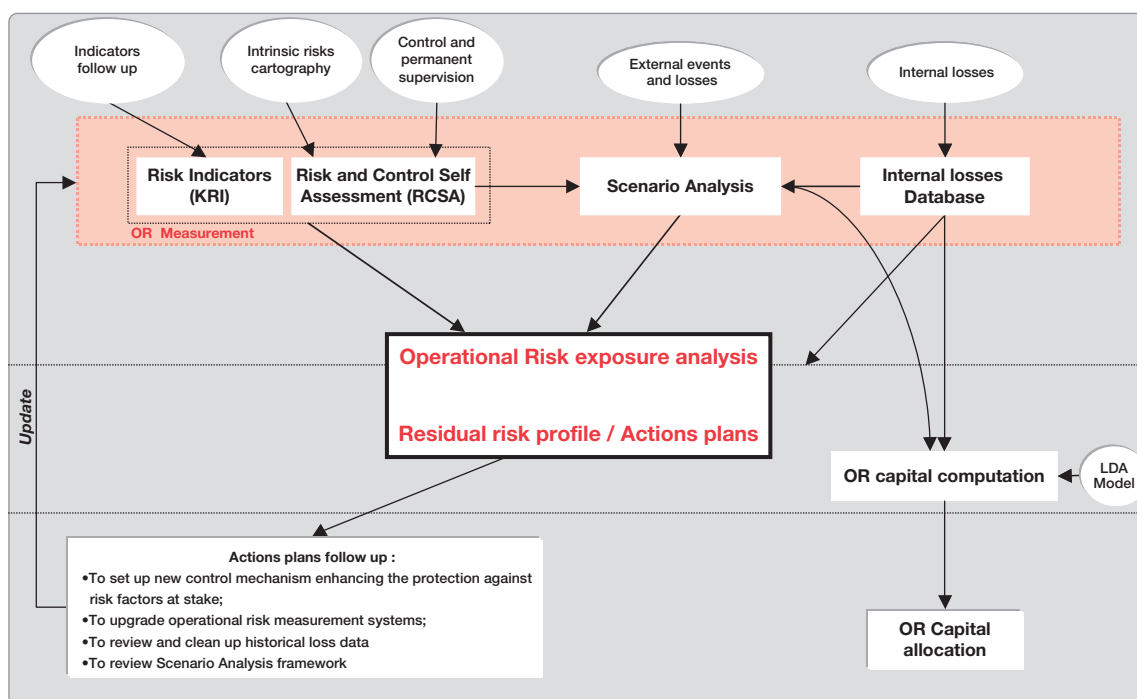 Indicators
follow up
Intrinsic risks
cartography
Control and
permanent
supervision
External events
and losses
Internal losses
Risk Indicators
(KRI)
Risk and Control Self
Assessment (RCSA)
Scenario Analysis
Internal losses
Database
OR Measurement
Operational Risk exposure analysis
Residual risk profile / Actions plans
Update
OR capital computation
LDA
Model
Actions plans follow up :
•To set up new control mechanism enhancing the protection against
risk factors at stake;
•To upgrade operational risk measurement systems;
•To review and clean up historical loss data
•To review Scenario Analysis framework
OR Capital
allocation